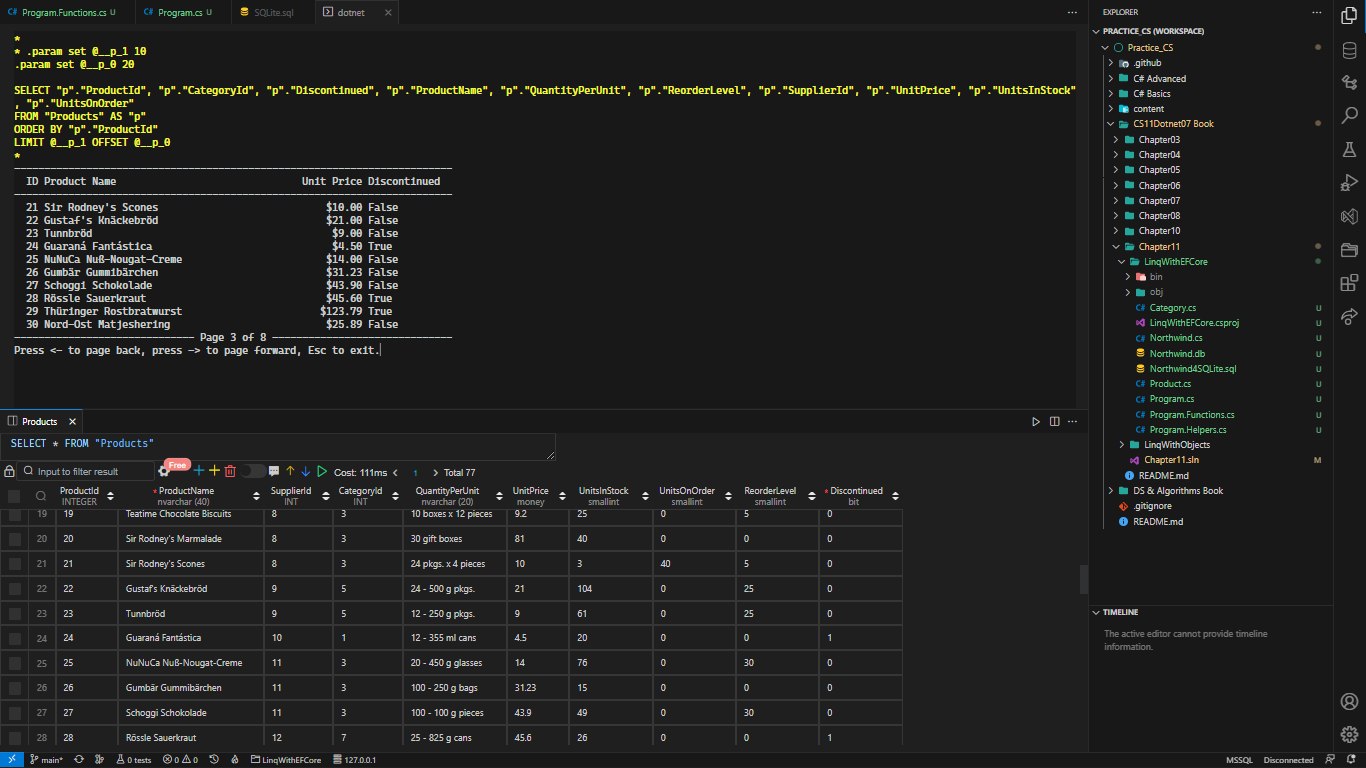 Program.Functions.cs U
Program.cs U
SQLite.sql
dotnet
*
* .param set @__p_1 10
.param set @__p_0 20
SELECT "p"."ProductId", "p"."CategoryId", "p"."Discontinued", "p"."ProductName", "p"."QuantityPerUnit", "p"."ReorderLevel", "p"."SupplierId", "p"."UnitPrice", "p"."UnitsInStock"
, "p"."UnitsOnOrder"
FROM "Products" AS "p"
ORDER BY "p"."ProductId"
LIMIT @__p_1 OFFSET @__p_0
*
ID Product Name Unit Price Discontinued
21 Sir Rodney's Scones $10.00 False
22 Gustaf's Knäckebröd $21.00 False
23 Tunnbröd $9.00 False
24 Guaraná Fantástica $4.50 True
25 NuNuCa Nuß-Nougat-Creme $14.00 False
26 Gumbär Gummibärchen $31.23 False
27 Schoggi Schokolade $43.90 False
28 Rössle Sauerkraut $45.60 True
29 Thüringer Rostbratwurst $123.79 True
30 Nord-Ost Matjeshering $25.89 False
Page 3 of 8
Press <- to page back, press -> to page forward, Esc to exit.
Products
SELECT * FROM "Products"
Input to filter result
Free
Cost: 111ms < 1 > Total 77
ProductId *ProductName SupplierId CategoryId QuantityPerUnit UnitPrice UnitsInStock UnitsOnOrder ReorderLevel *Discontinued
INTEGER nvarchar (40) INT INT nvarchar (20) money smallint smallint smallint bit
19 19 Teatime Chocolate Biscuits 8 3 10 boxes x 12 pieces 9.2 25 0 5 0
20 20 Sir Rodney's Marmalade 8 3 30 gift boxes 81 40 0 0 0
21 21 Sir Rodney's Scones 8 3 24 pkgs. x 4 pieces 10 3 40 5 0
22 22 Gustaf's Knäckebröd 9 5 24 - 500 g pkgs. 21 104 0 25 0
23 23 Tunnbröd 9 5 12 - 250 g pkgs. 9 61 0 25 0
24 24 Guaraná Fantástica 10 1 12 - 355 ml cans 4.5 20 0 0 1
25 25 NuNuCa Nuß-Nougat-Creme 11 3 20 - 450 g glasses 14 76 0 30 0
26 26 Gumbär Gummibärchen 11 3 100 - 250 g bags 31.23 15 0 0 0
27 27 Schoggi Schokolade 11 3 100 - 100 g pieces 43.9 49 0 30 0
28 28 Rössle Sauerkraut 12 7 25 - 825 g cans 45.6 26 0 0 1
EXPLORER
PRACTICE_CS (WORKSPACE)
Practice_CS
.github
C# Advanced
C# Basics
content
CS11Dotnet07 Book
Chapter03
Chapter04
Chapter05
Chapter06
Chapter07
Chapter08
Chapter10
Chapter11
LinqWithEFCore
bin
obj
Category.cs U
LinqWithEFCore.csproj U
Northwind.cs U
Northwind.db U
Northwind4SQLite.sql U
Product.cs U
Program.cs U
Program.Functions.cs U
Program.Helpers.cs U
LinqWithObjects
Chapter11.sln M
README.md
DS & Algorithms Book
.gitignore
README.md
TIMELINE
The active editor cannot provide timeline
information.
main* 0 tests 0 0 LinqWithEFCore 127.0.0.1 MSSQL Disconnected